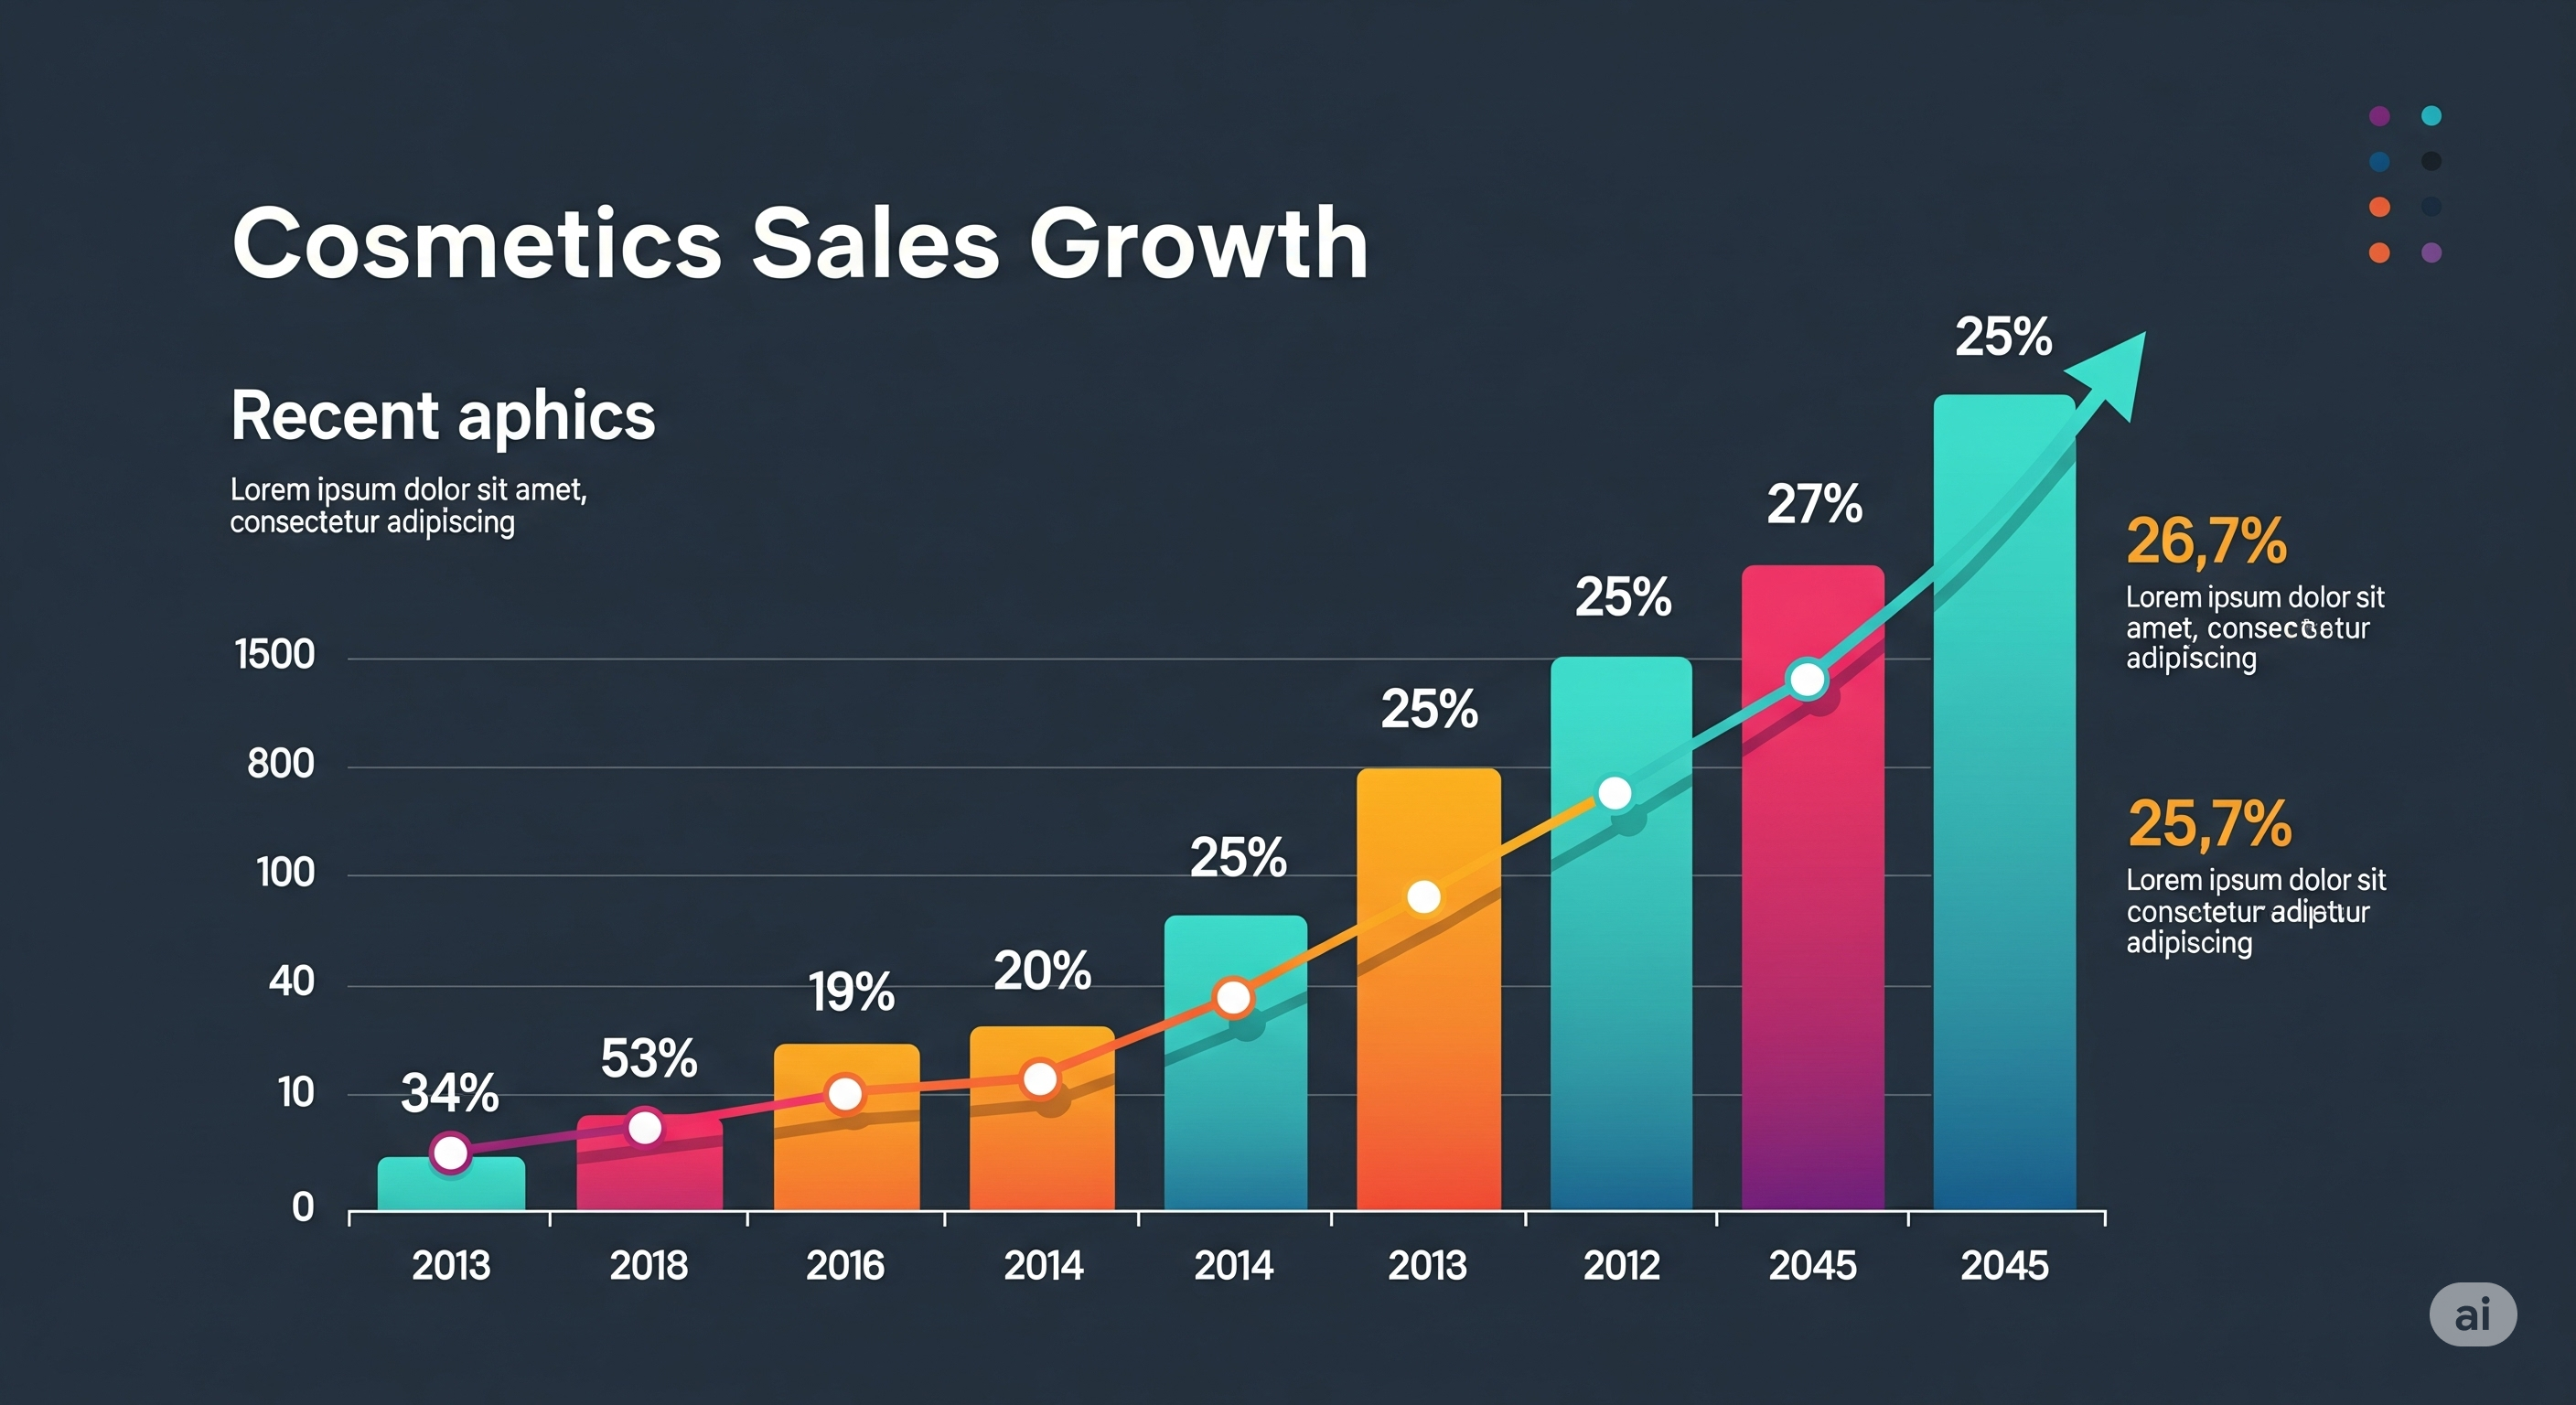 Cosmetics Sales Growth
Recent aphics
Lorem ipsum dolor sit amet,
consectetur adipiscing
25%
27%
25%
25%
25%
20%
19%
53%
34%
1500
800
100
40
10
0
2013 2018 2016 2014 2014 2013 2012 2045 2045
26,7%
Lorem ipsum dolor sit
amet,
adipiscing
25,7%
Lorem ipsum dolor sit
consctetur
adipiscing
ai